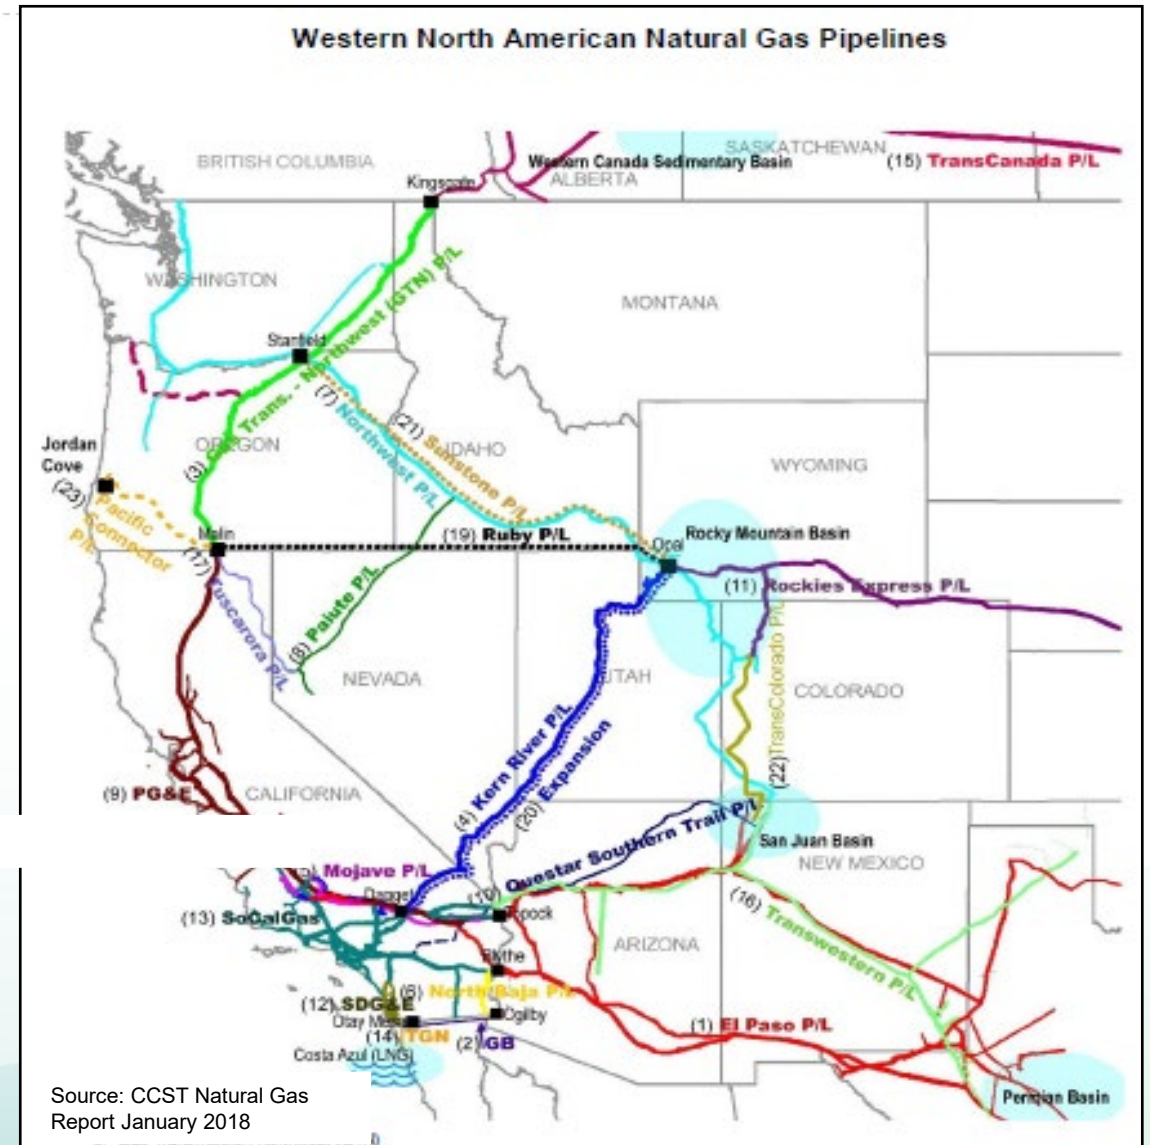 Western North American Natural Gas Pipelines
BRITISH COLUMBIA
Western Canada Sedimentary Basin
SASKATCHEWAN
(15) TransCanada P/L
ALBERTA
Kingsgate
WASHINGTON
MONTANA
Stanfield
Trans. - Northwest (GTN) P/L
(3)
(7) Northwest P/L
(21) Sunstone P/L
OREGON
IDAHO
WYOMING
Jordan
Cove
(23)
Pacific
Connector
P/L
Malin
(19) Ruby P/L
Opal
Rocky Mountain Basin
(17) Tuscarora P/L
(8) Paiute P/L
(11) Rockies Express P/L
NEVADA
UTAH
COLORADO
(22)TransColorado P/L
(4) Kern River P/L
(20) Expansion
(9) PG&E
CALIFORNIA
San Juan Basin
NEW MEXICO
Mojave P/L
Questar Southern Trail P/L
Topock
(13) SoCalGas
(16) Transwestern P/L
ARIZONA
Blythe
(6) North Baja P/L
(12) SDG&E
Otay Mesa
Ogilby
(14) TGN
(2) GB
(1) El Paso P/L
Costa Azul (LNG)
Permian Basin
Source: CCST Natural Gas
Report January 2018